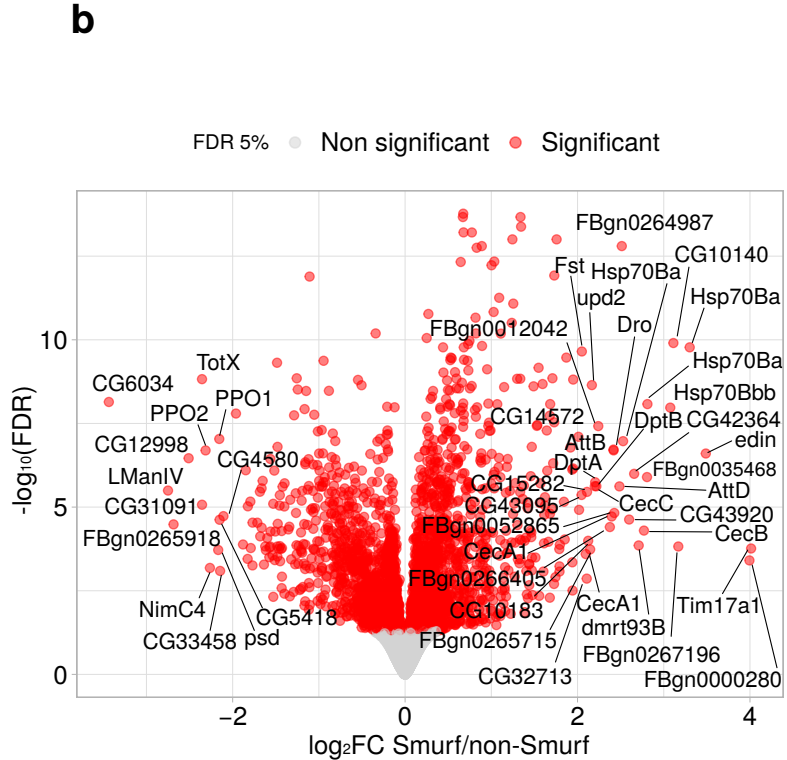 b
FDR 5% Non significant Significant
FBgn0264987
CG10140
Fst Hsp70Ba
upd2 Hsp70Ba
FBgn0012042 Dro
10
TotX Hsp70Ba
CG6034
PPO1 Hsp70Bbb
PPO2 CG14572 DptB CG42364
CG12998 AttB edin
CG4580 DptA FBgn0035468
LManIV CG15282 AttD
CG31091 CG43095 CecC CG43920
5
FBgn0052865 CecB
FBgn0265918 CecA1
FBgn0266405
NimC4 CG5418 CG10183 CecA1 Tim17a1
CG33458 psd FBgn0265715 dmrt93B
FBgn0267196
CG32713 FBgn0000280
0
-log₁₀(FDR)
−2 0 2 4
log₂FC Smurf/non-Smurf